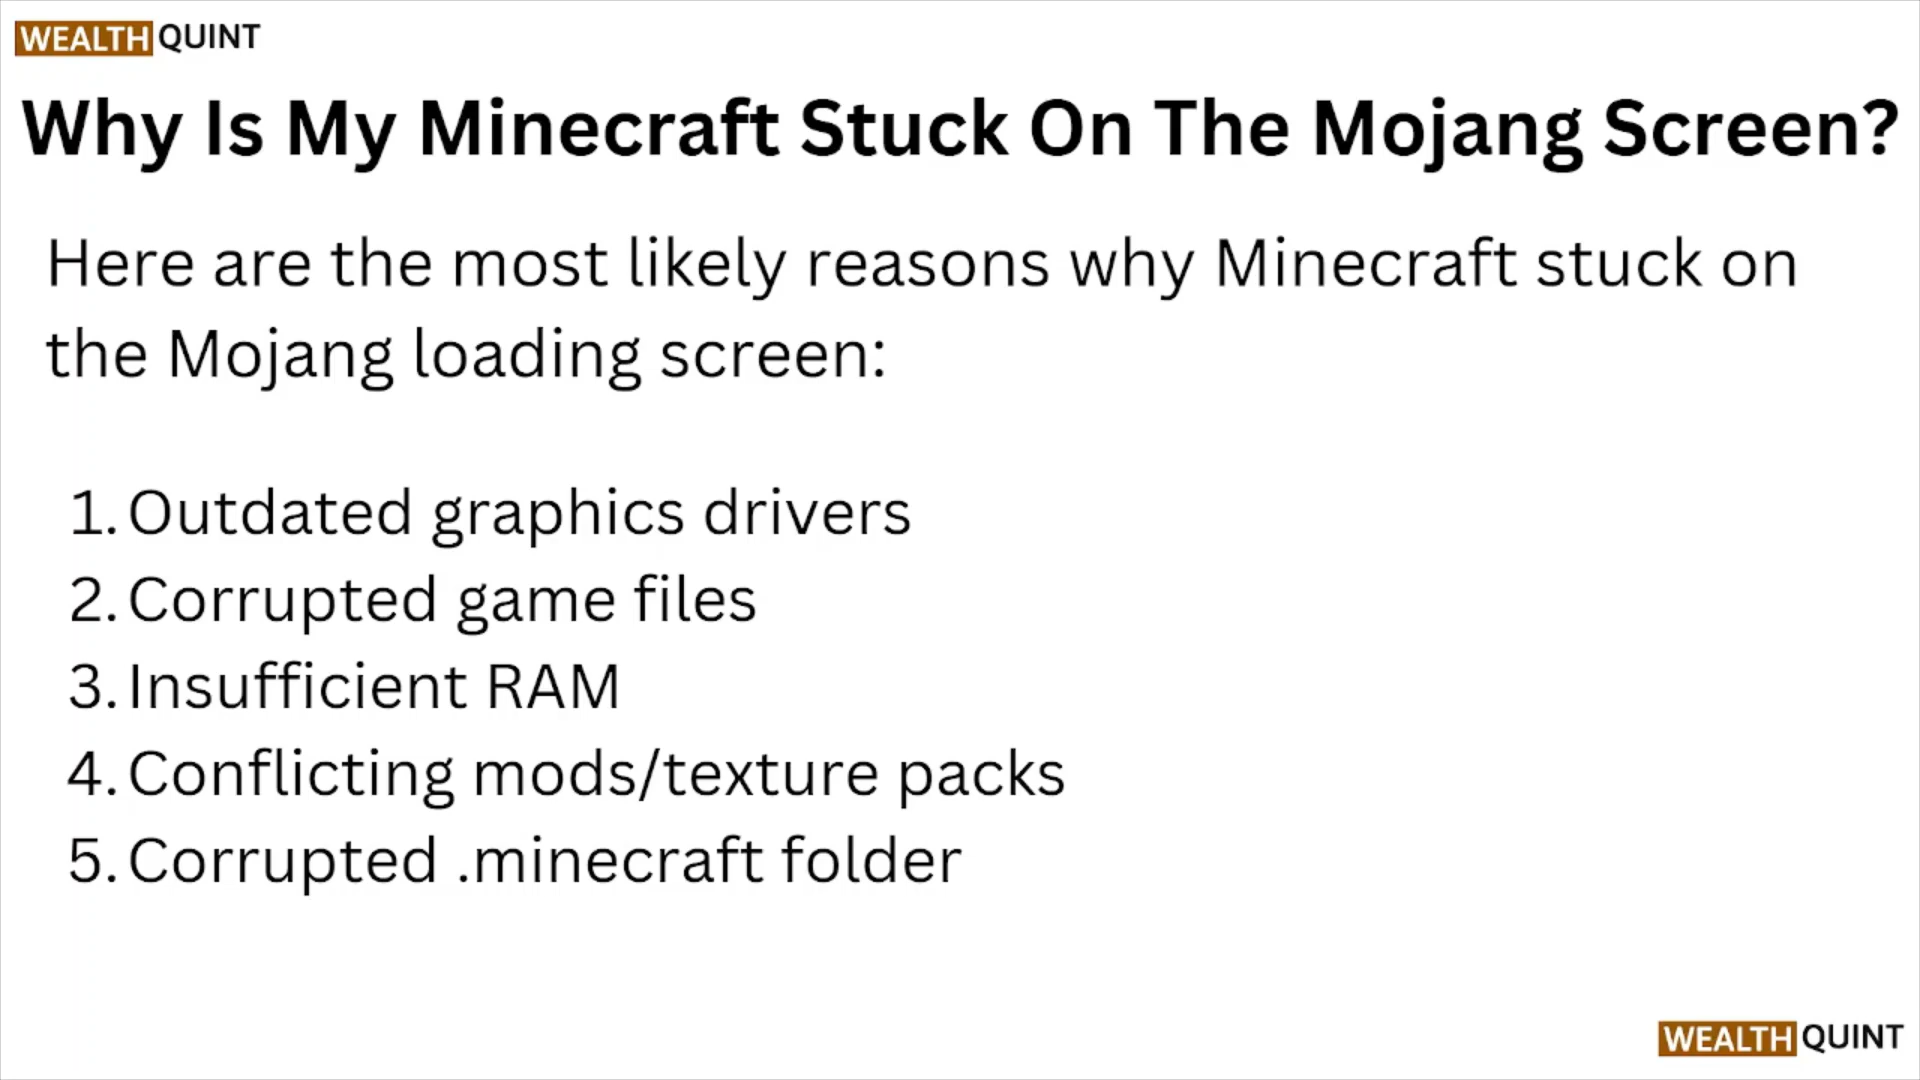 WEALTH QUINT
Why Is My Minecraft Stuck On The Mojang Screen?
Here are the most likely reasons why Minecraft stuck on
the Mojang loading screen:
1. Outdated graphics drivers
2. Corrupted game files
3. Insufficient RAM
4. Conflicting mods/texture packs
5. Corrupted .minecraft folder
WEALTH QUINT